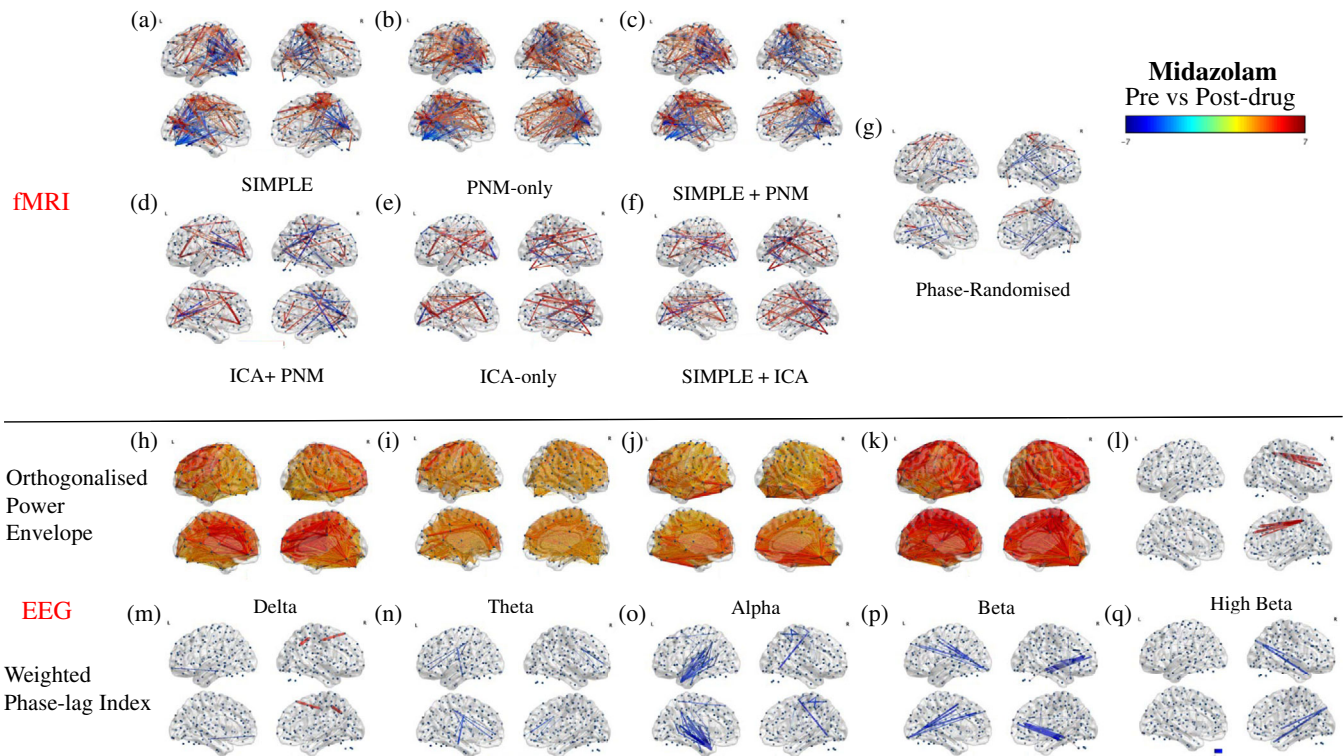 (a)
(b)
(c)
L R
L R
L R
Midazolam
Pre vs Post-drug
-7 7
(g)
L R
SIMPLE
PNM-only
SIMPLE + PNM
fMRI
(d)
(e)
(f)
L R
L R
L R
Phase-Randomised
ICA+ PNM
ICA-only
SIMPLE + ICA
(h)
(i)
(j)
(k)
(l)
L R
L R
L R
L R
L R
Orthogonalised
Power
Envelope
EEG
Delta
Theta
Alpha
Beta
High Beta
(m)
(n)
(o)
(p)
(q)
L R
L R
L R
L R
L R
Weighted
Phase-lag Index